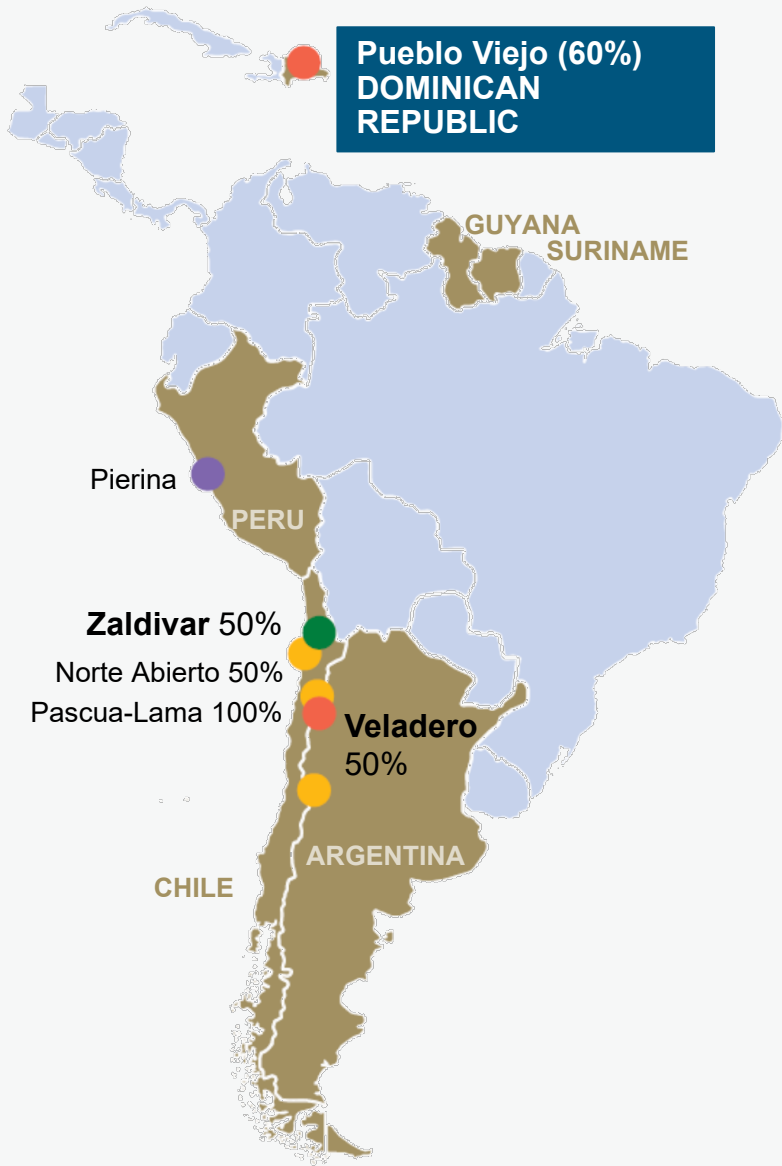 Pueblo Viejo (60%)
DOMINICAN
REPUBLIC
GUYANA
SURINAME
Pierina
PERU
Zaldivar 50%
Norte Abierto 50%
Pascua-Lama 100%
Veladero
50%
ARGENTINA
CHILE